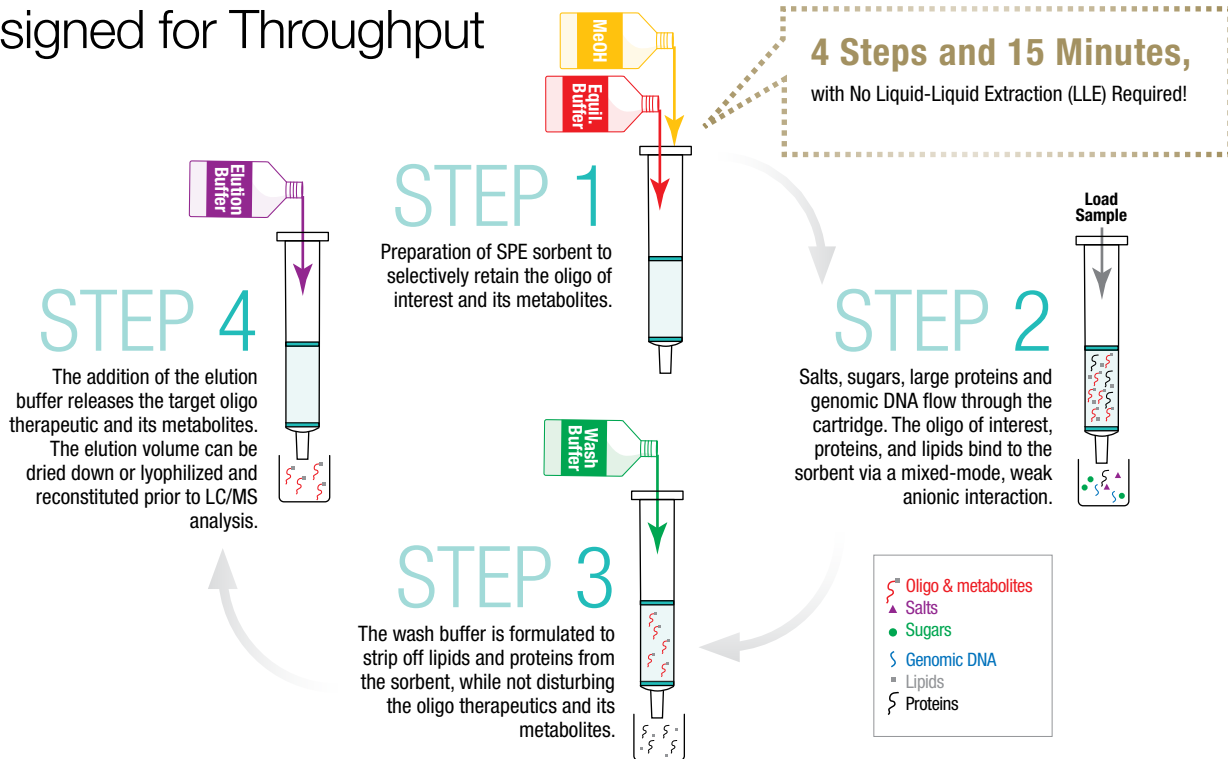 signed for Throughput
4 Steps and 15 Minutes,
with No Liquid-Liquid Extraction (LLE) Required!
MeOH
Equil.
Buffer
STEP 1
Preparation of SPE sorbent to
selectively retain the oligo of
interest and its metabolites.
Load
Sample
STEP 2
Salts, sugars, large proteins and
genomic DNA flow through the
cartridge. The oligo of interest,
proteins, and lipids bind to the
sorbent via a mixed-mode, weak
anionic interaction.
Wash
Buffer
STEP 3
The wash buffer is formulated to
strip off lipids and proteins from
the sorbent, while not disturbing
the oligo therapeutics and its
metabolites.
Elution
Buffer
STEP 4
The addition of the elution
buffer releases the target oligo
therapeutic and its metabolites.
The elution volume can be
dried down or lyophilized and
reconstituted prior to LC/MS
analysis.
Oligo & metabolites
Salts
Sugars
Genomic DNA
Lipids
Proteins